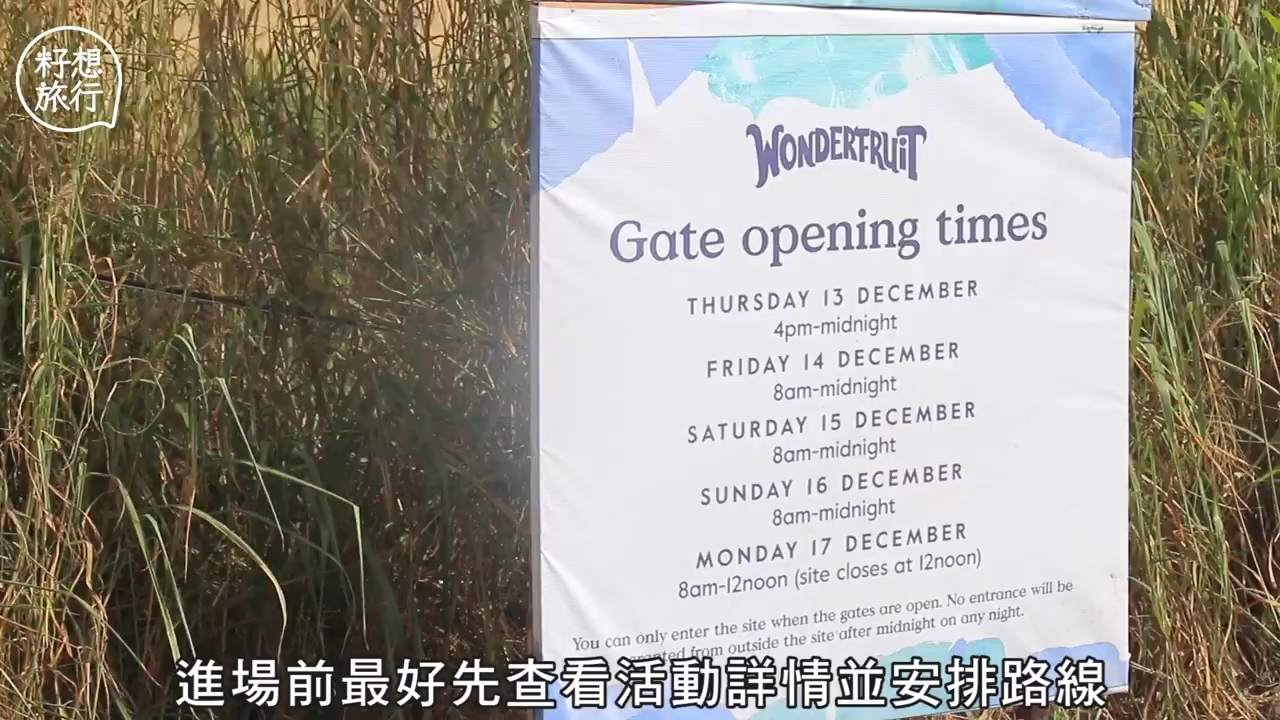 籽想
旅行
WONDERFRUiT
Gate opening times
THURSDAY 13 DECEMBER
4pm-midnight
FRIDAY 14 DECEMBER
8am-midnight
SATURDAY 15 DECEMBER
8am-midnight
SUNDAY 16 DECEMBER
8am-midnight
MONDAY 17 DECEMBER
8am-12noon (site closes at 12noon)
You can only enter the site when the gates are open. No entrance will be
from outside the site after midnight on any night.
進場前最好先查看活動詳情並安排路線